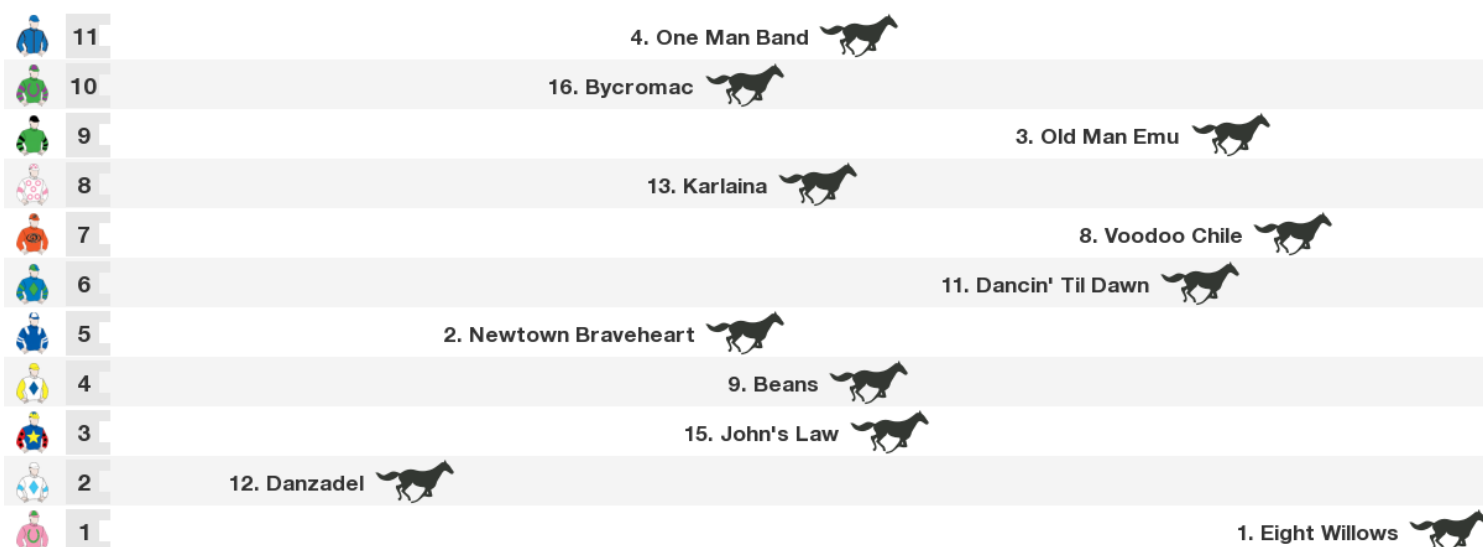 11 4. One Man Band
10 16. Bycromac
9 3. Old Man Emu
8 13. Karlaina
7 8. Voodoo Chile
6 11. Dancin' Til Dawn
5 2. Newtown Braveheart
4 9. Beans
3 15. John's Law
2 12. Danzadel
1 1. Eight Willows